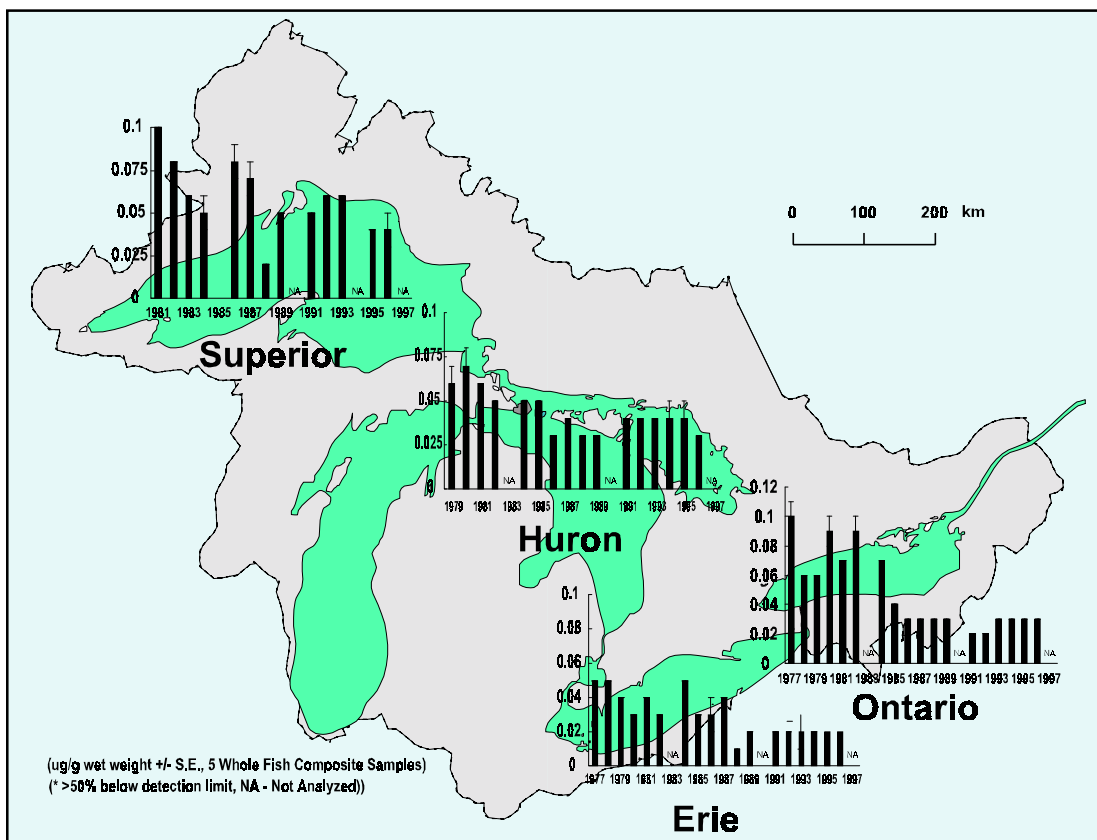 0.1
0.075
0.05
0.025
0
NA NA NA
1981 1983 1985 1987 1989 1991 1993 1995 1997
Superior
0 100 200 km
0.1
0.075
0.05
0.025
0
NA NA NA
1979 1981 1983 1985 1987 1989 1991 1993 1995 1997
Huron
0.12
0.1
0.08
0.06
0.04
0.02
0
NA NA NA
1977 1979 1981 1983 1985 1987 1989 1991 1993 1995 1997
Ontario
0.1
0.08
0.06
0.04
0.02
0
NA NA NA
1977 1979 1981 1983 1985 1987 1989 1991 1993 1995 1997
Erie
(ug/g wet weight +/- S.E., 5 Whole Fish Composite Samples)
(* >50% below detection limit, NA - Not Analyzed))